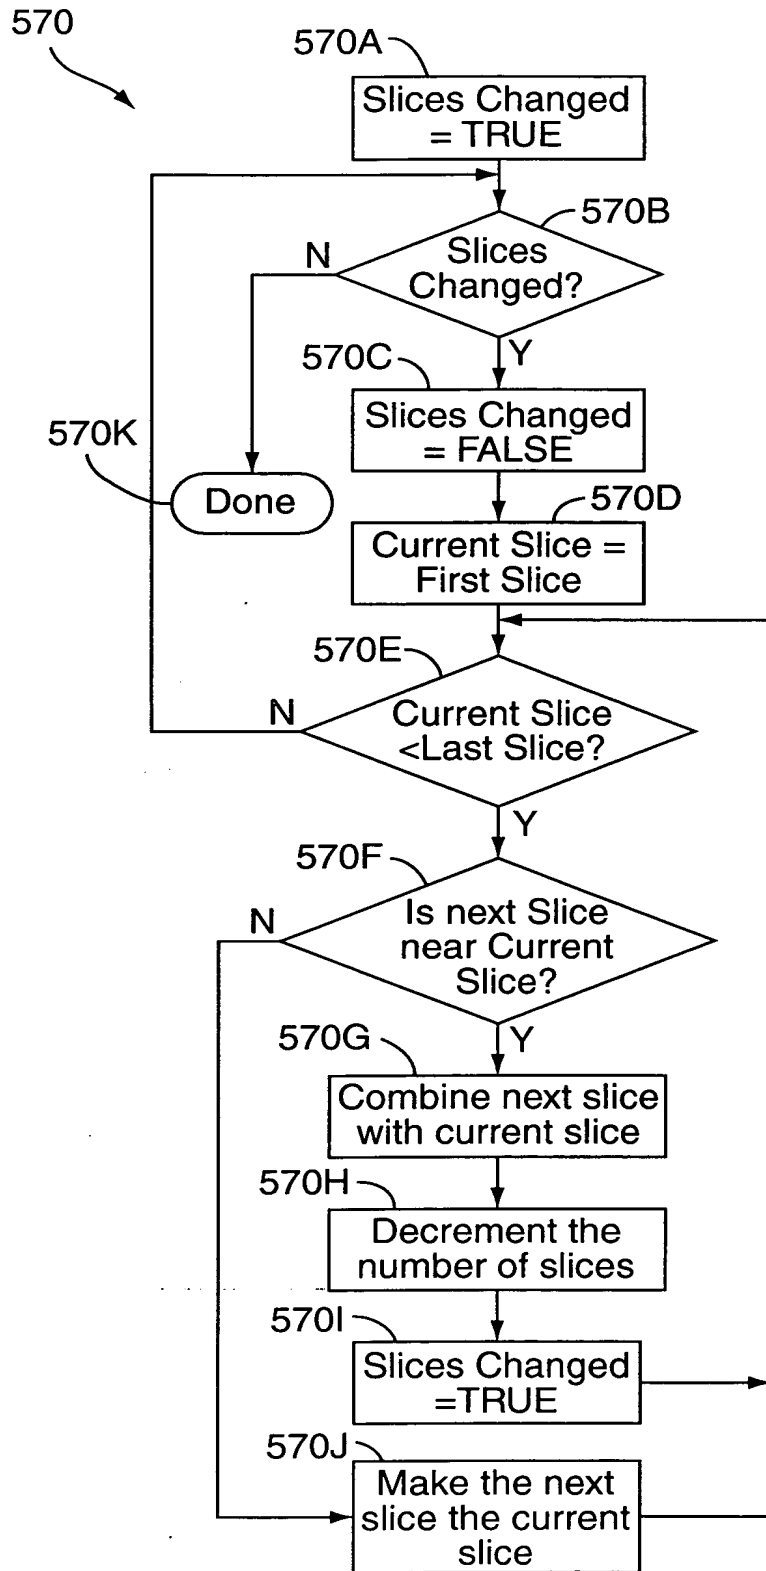 570
570A
Slices Changed
= TRUE
570B
N
Slices
Changed?
Y
570C
Slices Changed
= FALSE
570K
Done
570D
Current Slice =
First Slice
570E
N
Current Slice
<Last Slice?
Y
570F
N
Is next Slice
near Current
Slice?
Y
570G
Combine next slice
with current slice
570H
Decrement the
number of slices
570I
Slices Changed
=TRUE
570J
Make the next
slice the current
slice